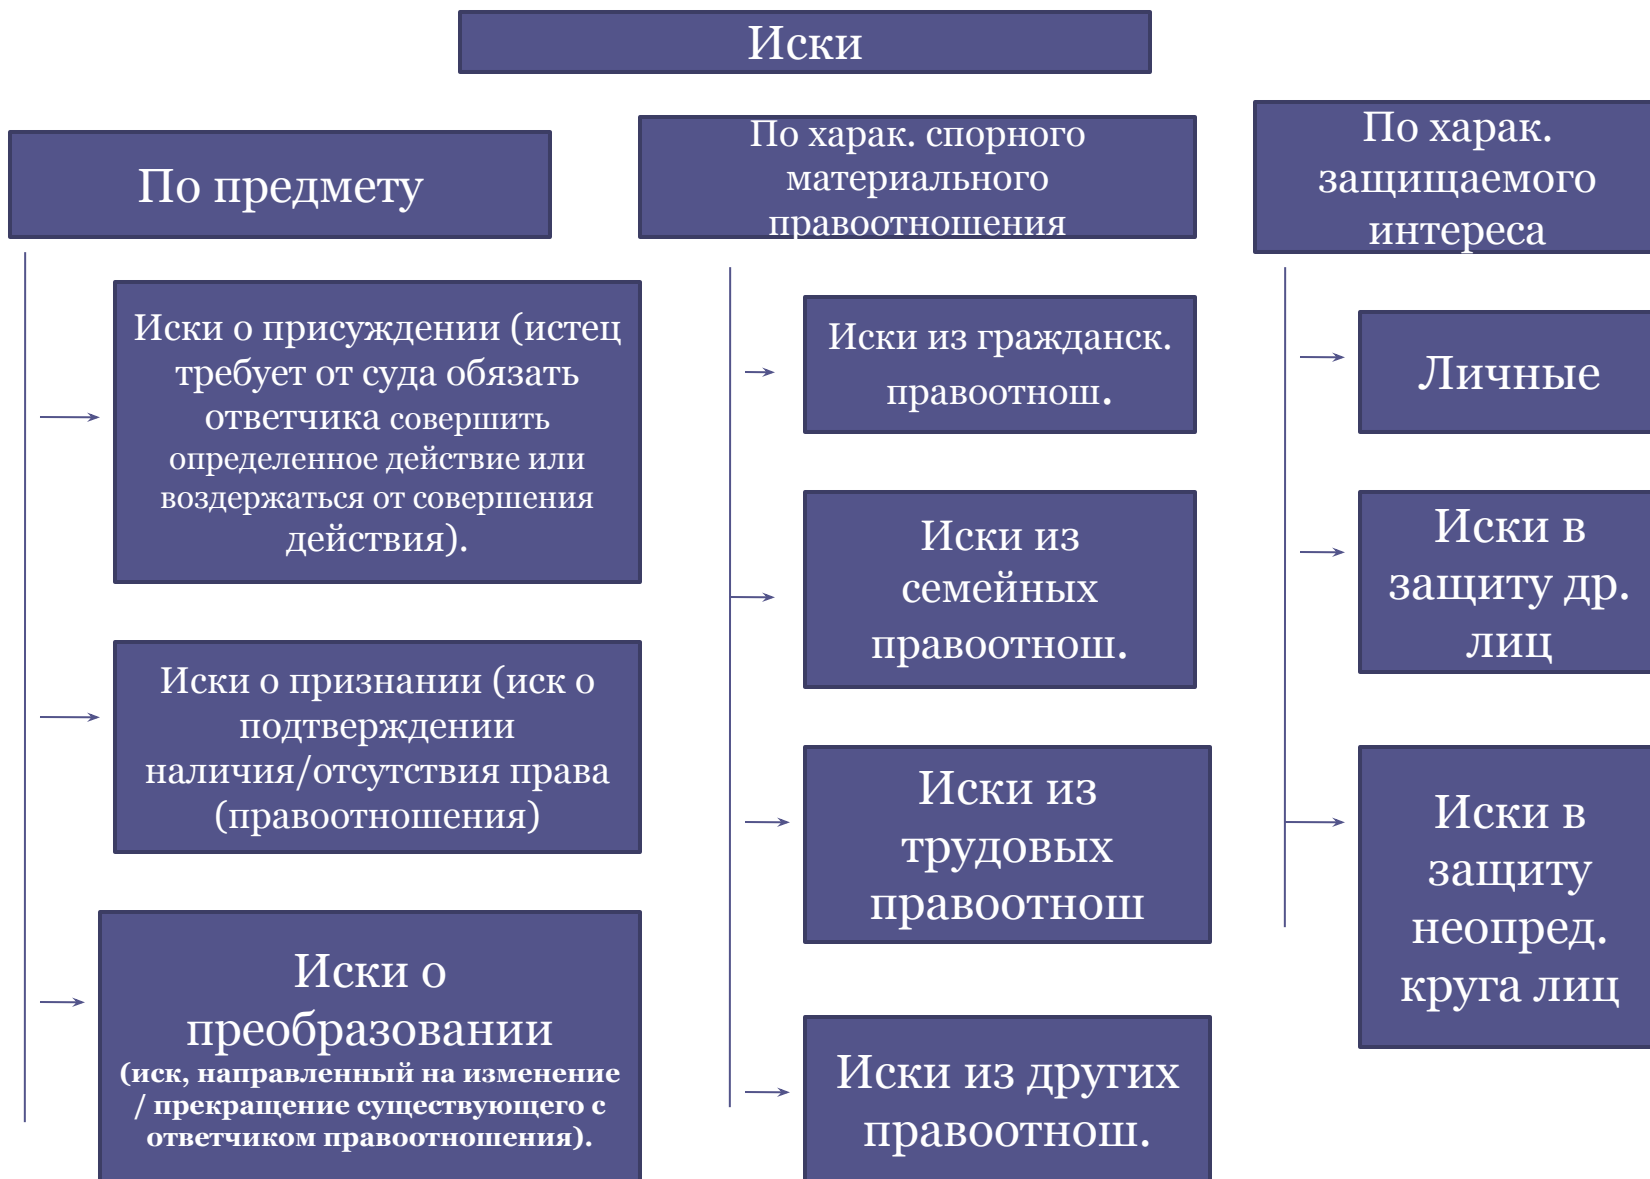 Иски
По предмету
Иски о присуждении (истец
требует от суда обязать
ответчика совершить
определенное действие или
воздержаться от совершения
действия).
Иски о признании (иск о
подтверждении
наличия/отсутствия права
(правоотношения)
Иски о
преобразовании
(иск, направленный на изменение
/ прекращение существующего с
ответчиком правоотношения).
По харак. спорного
материального
правоотношения
Иски из гражданск.
правоотнош.
Иски из
семейных
правоотнош.
Иски из
трудовых
правоотнош
Иски из других
правоотнош.
По харак.
защищаемого
интереса
Личные
Иски в
защиту др.
лиц
Иски в
защиту
неопред.
круга лиц